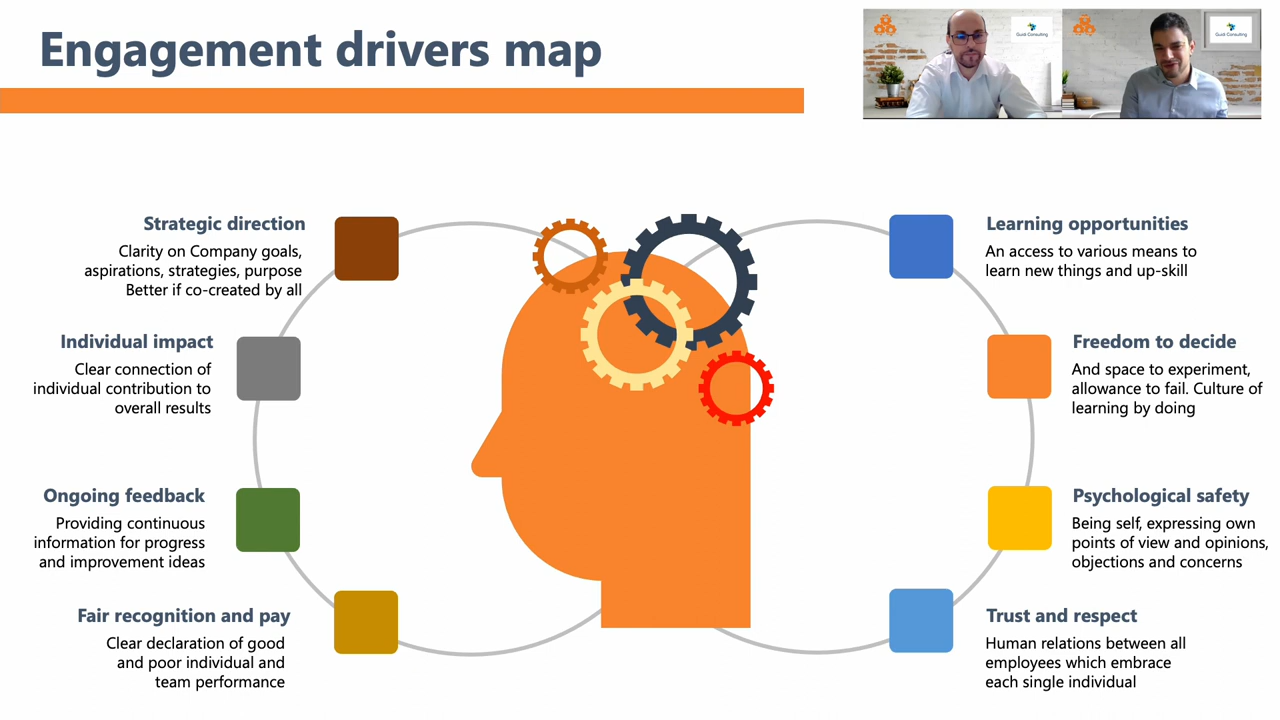 Engagement drivers map
Guidi Consulting
Guidi Consulting
Strategic direction
Clarity on Company goals,
aspirations, strategies, purpose
Better if co-created by all
Individual impact
Clear connection of
individual contribution to
overall results
Ongoing feedback
Providing continuous
information for progress
and improvement ideas
Fair recognition and pay
Clear declaration of good
and poor individual and
team performance
Learning opportunities
An access to various means to
learn new things and up-skill
Freedom to decide
And space to experiment,
allowance to fail. Culture of
learning by doing
Psychological safety
Being self, expressing own
points of view and opinions,
objections and concerns
Trust and respect
Human relations between all
employees which embrace
each single individual